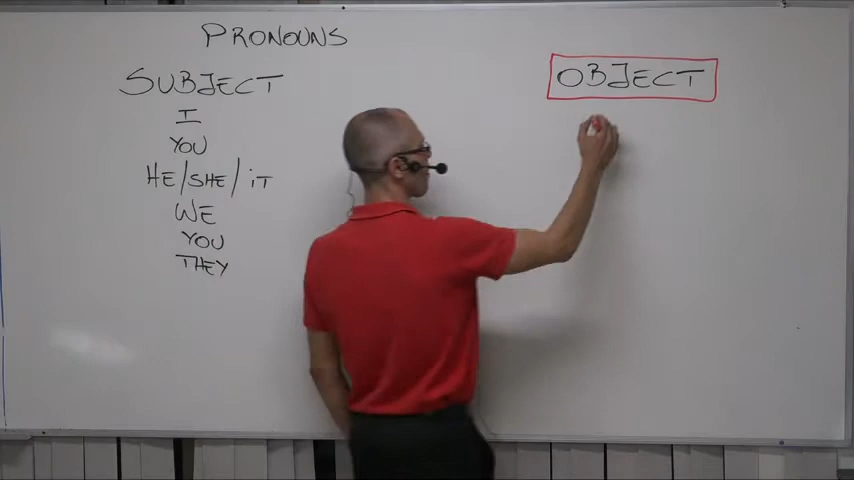 PRONOUNS
SUBJECT
I
YOU
HE/SHE/iT
WE
YOU
THEY
OBJECT